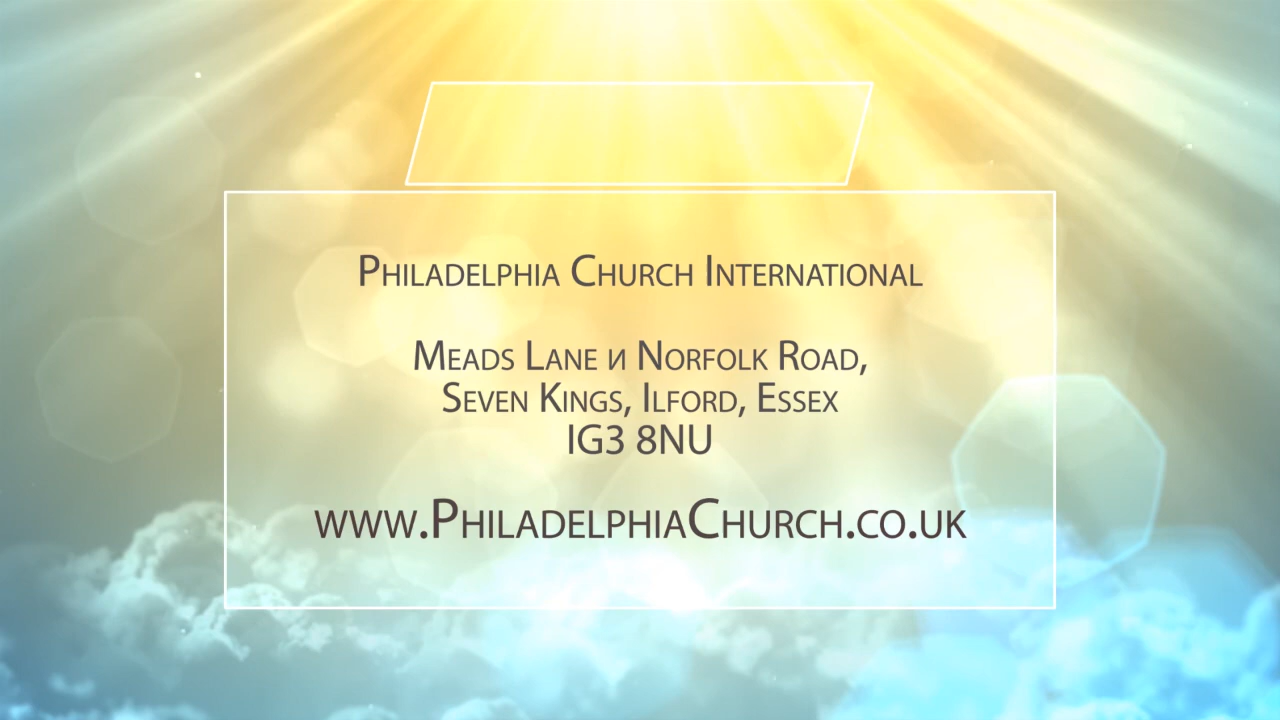 Philadelphia Church International
Meads Lane и Norfolk Road,
Seven Kings, Ilford, Essex
IG3 8NU
www.PhiladelphiaChurch.co.uk